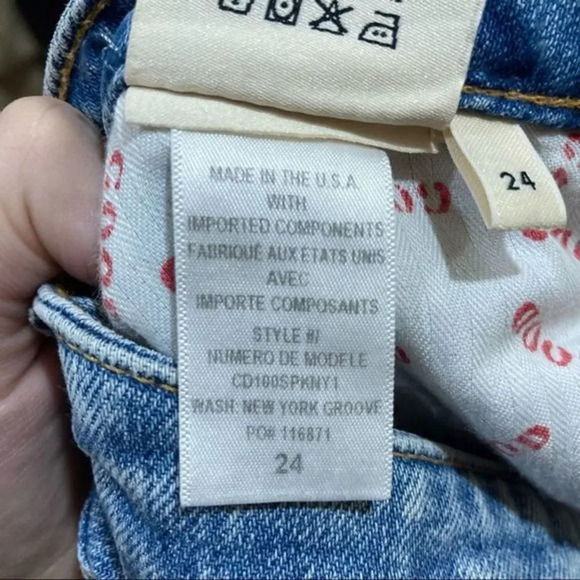 24
MADE IN THE U.S.A.
WITH
IMPORTED COMPONENTS
FABRIQUÉ AUX ETATS UNIS
AVEC
IMPORTE COMPOSANTS
STYLE #/
NUMERO DE MODELE
CD100SPKNY1
WASH: NEW YORK GROOVE
PO# 116871
24